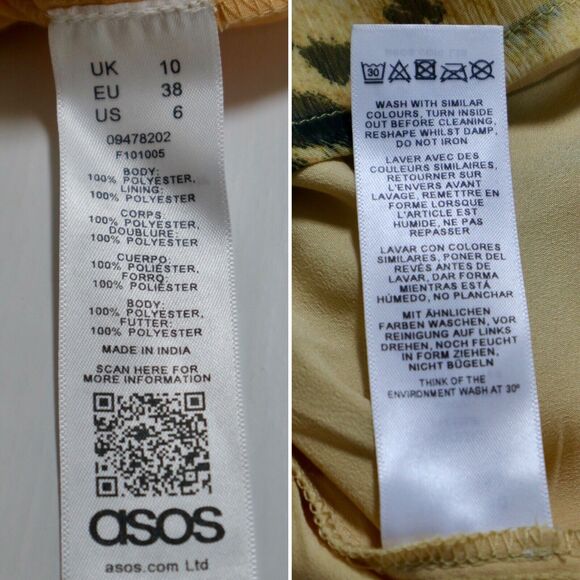 UK 10
EU 38
US 6
09478202
F101005
BODY:
100% POLYESTER,
LINING:
100% POLYESTER
CORPS:
100% POLYESTER,
DOUBLURE:
100% POLYESTER
CUERPO:
100% POLIÉSTER,
FORRO:
100% POLIÉSTER
BODY:
100% POLYESTER,
FUTTER:
100% POLYESTER
MADE IN INDIA
SCAN HERE FOR
MORE INFORMATION
asos
asos.com Ltd
30
WASH WITH SIMILAR
COLOURS, TURN INSIDE
OUT BEFORE CLEANING,
RESHAPE WHILST DAMP,
DO NOT IRON
LAVER AVEC DES
COULEURS SIMILAIRES,
RETOURNER SUR
L'ENVERS AVANT
LAVAGE, REMETTRE EN
FORME LORSQUE
L'ARTICLE EST
HUMIDE, NE PAS
REPASSER
LAVAR CON COLORES
SIMILARES, PONER DEL
REVÉS ANTES DE
LAVAR, DAR FORMA
MIENTRAS ESTÁ
HÚMEDO, NO PLANCHAR
MIT ÄHNLICHEN
FARBEN WASCHEN, VOR
REINIGUNG AUF LINKS
DREHEN, NOCH FEUCHT
IN FORM ZIEHEN,
NICHT BÜGELN
THINK OF THE
ENVIRONMENT WASH AT 30°